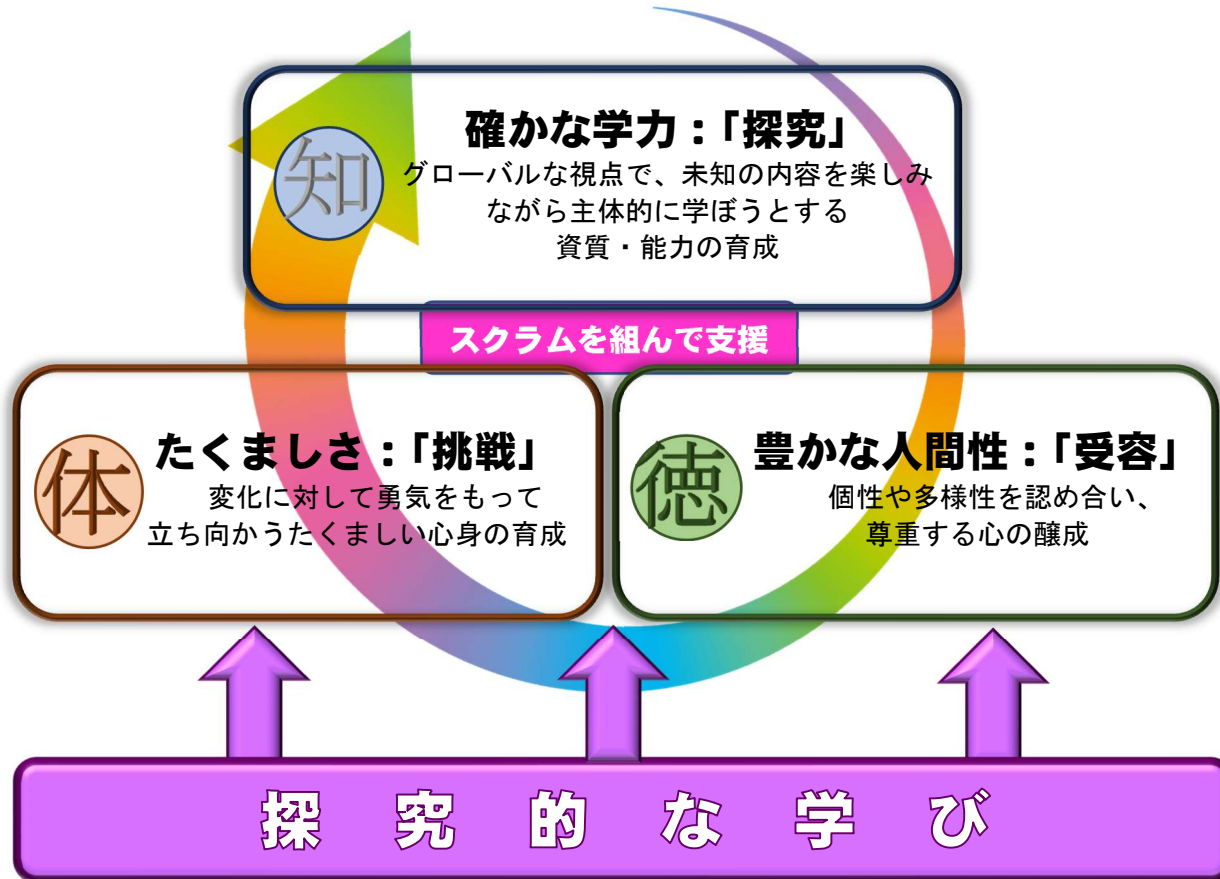 確かな学力:「探究」
知
グローバルな視点で、未知の内容を楽しみ
ながら主体的に学ぼうとする
資質・能力の育成
スクラムを組んで支援
体
たくましさ:「挑戦」
変化に対して勇気をもって
立ち向かうたくましい心身の育成
徳
豊かな人間性:「受容」
個性や多様性を認め合い、
尊重する心の醸成
探究的な学び